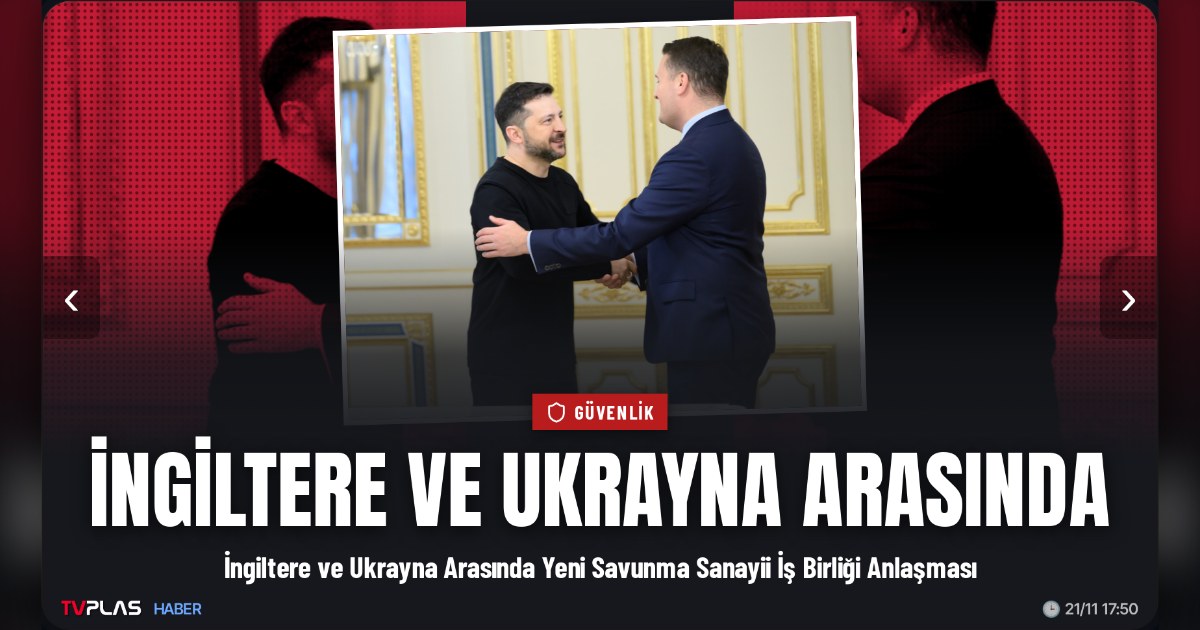 GÜVENLİK
İNGİLTERE VE UKRAYNA ARASINDA
İngiltere ve Ukrayna Arasında Yeni Savunma Sanayii İş Birliği Anlaşması
TVPLAS HABER
21/11 17:50